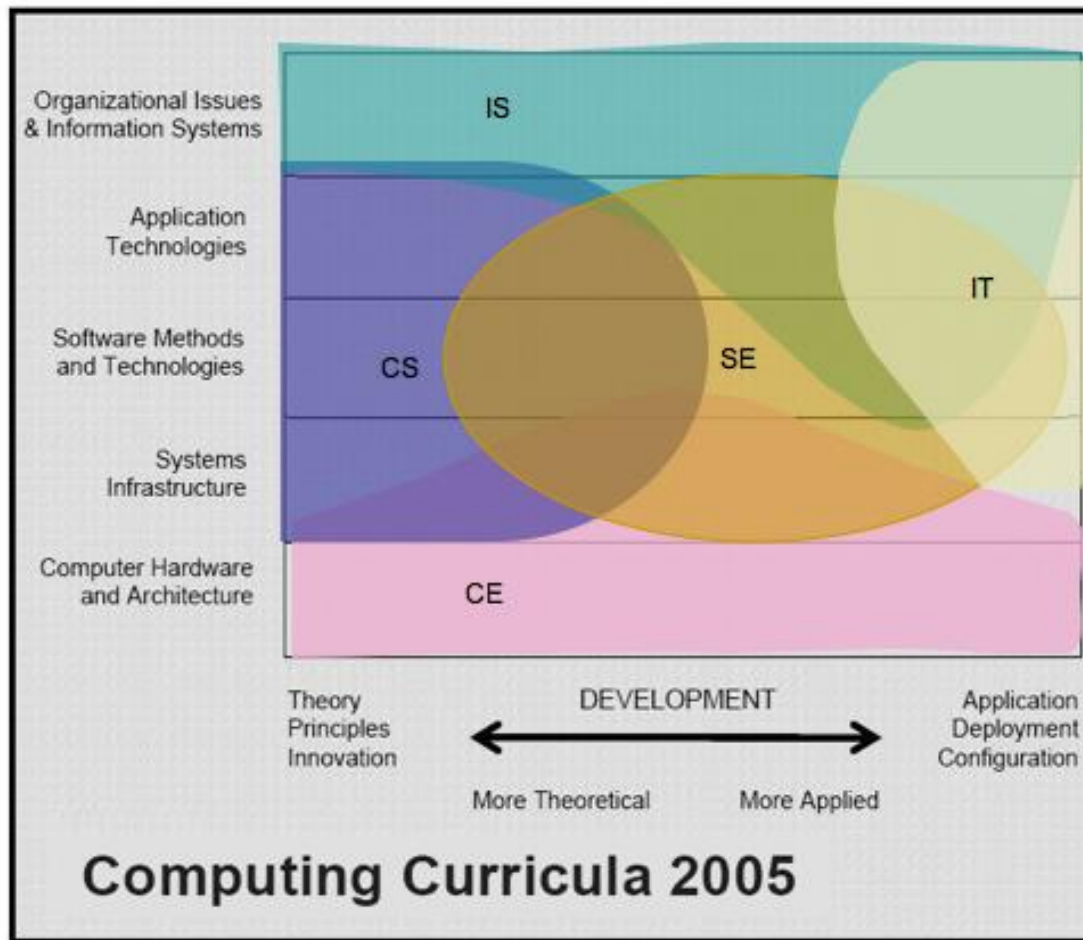 Organizational Issues
& Information Systems
IS
Application
Technologies
IT
Software Methods
and Technologies
CS
SE
Systems
Infrastructure
Computer Hardware
and Architecture
CE
Theory
Principles
Innovation
DEVELOPMENT
Application
Deployment
Configuration
More Theoretical
More Applied
Computing Curricula 2005